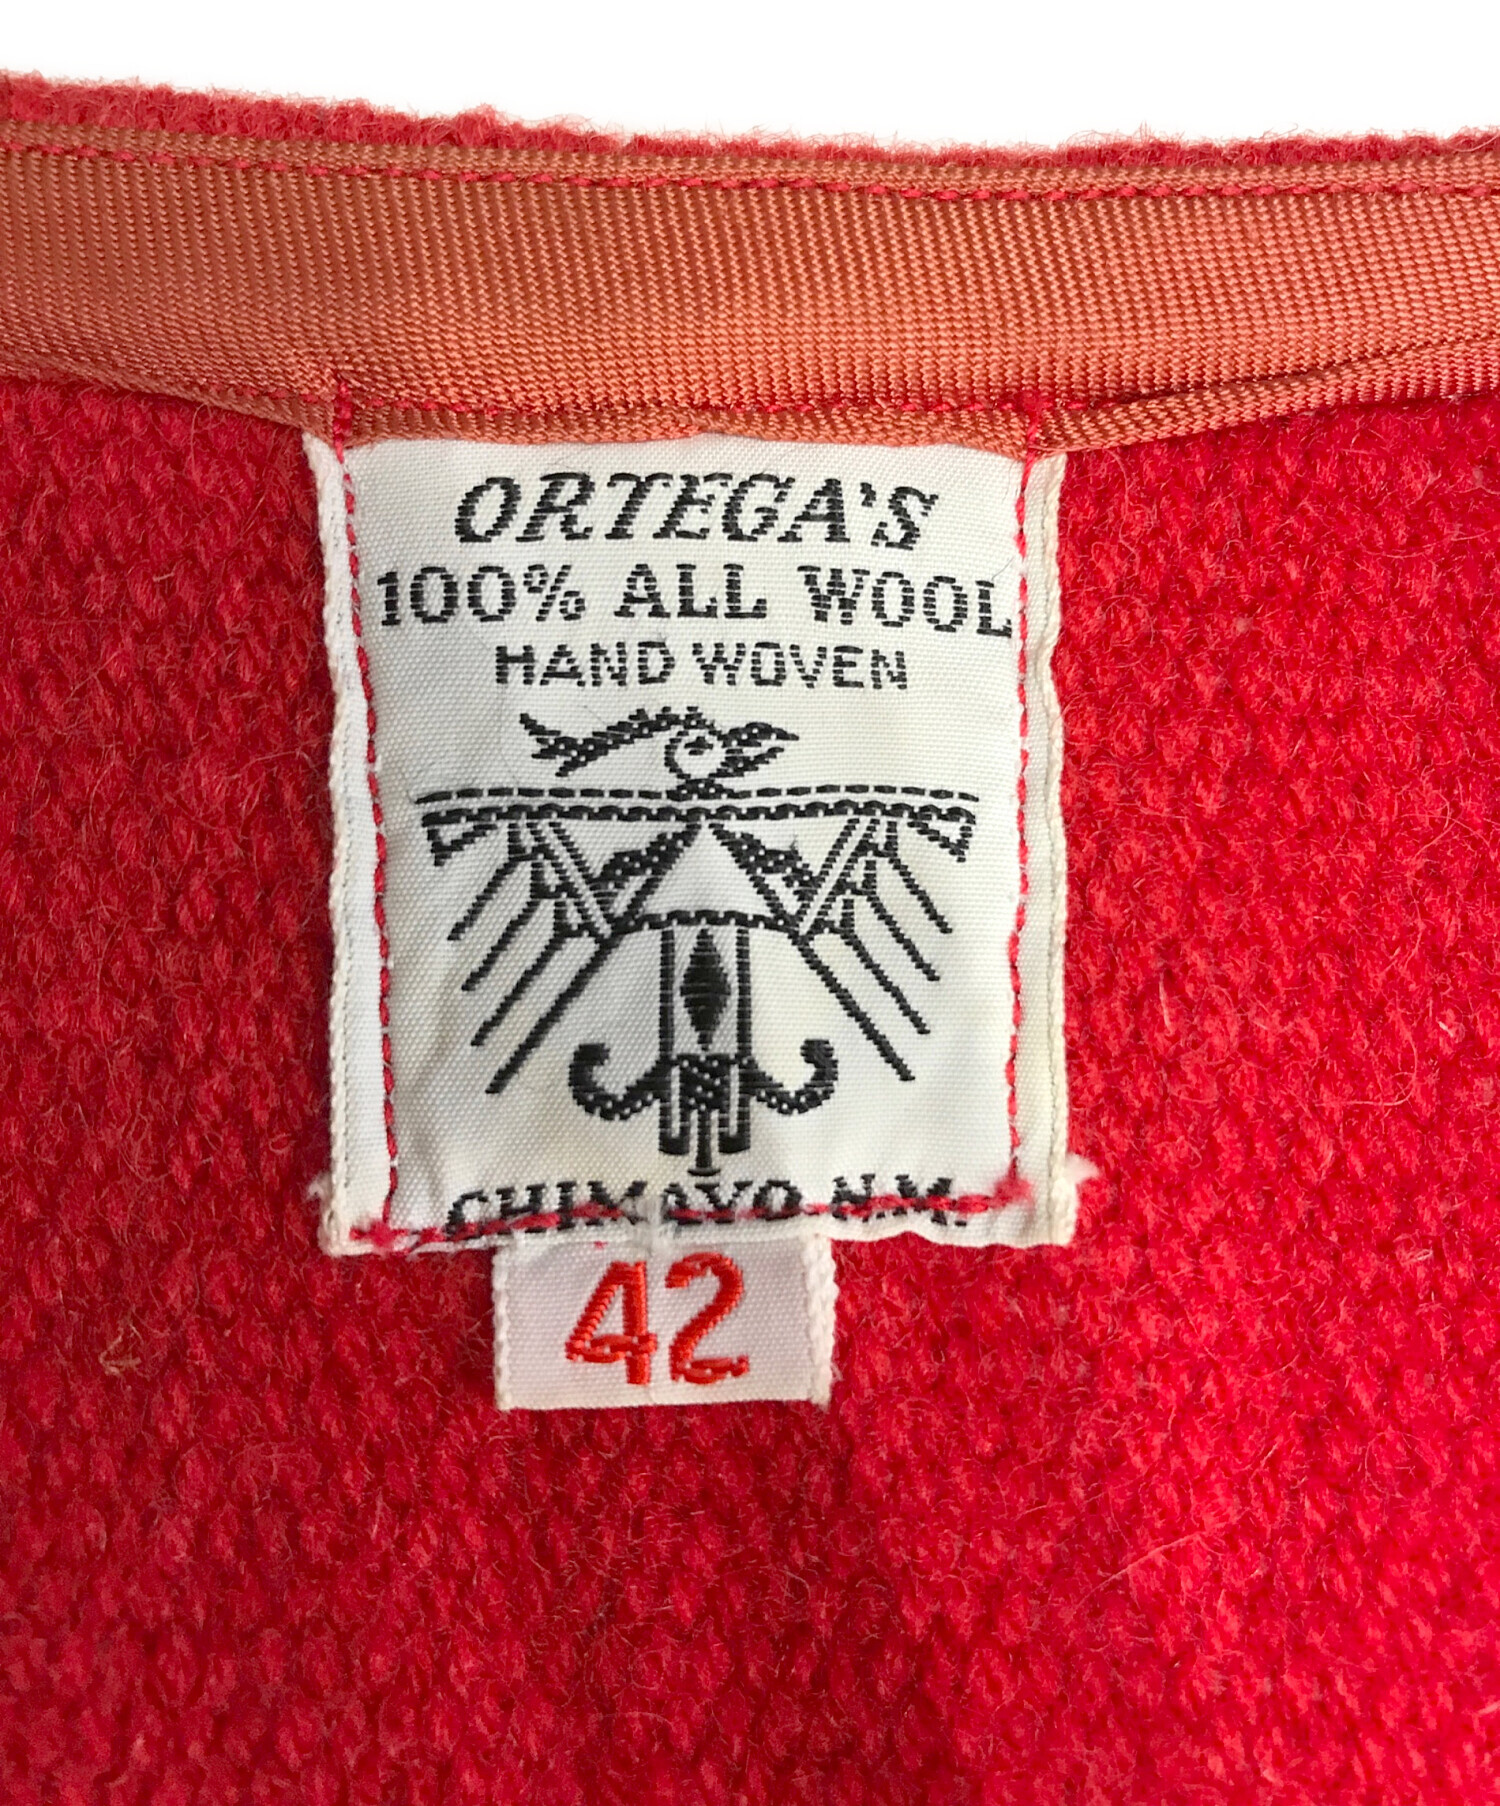 ORTEGA'S
100% ALL WOOL
HAND WOVEN
CHIMAYO N.M.
42